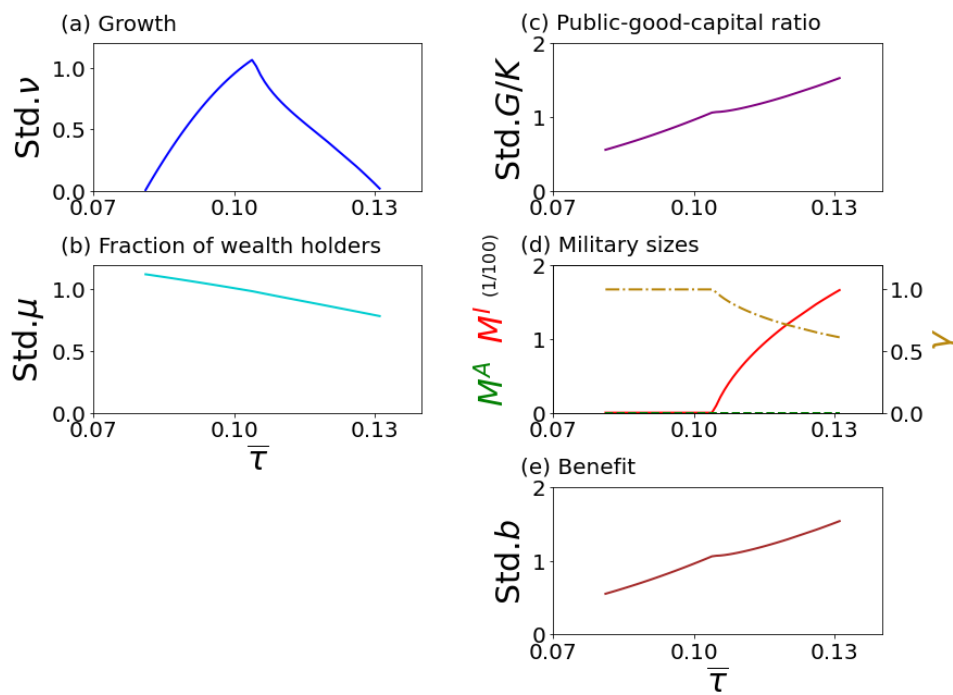 (a) Growth
Std.ν
1.0
0.5
0.0
0.07 0.10 0.13
(b) Fraction of wealth holders
Std.μ
1.0
0.5
0.0
0.07 0.10 0.13
τ̅
(c) Public-good-capital ratio
Std.G/K
2
1
0
0.07 0.10 0.13
(d) Military sizes
M^A M^I (1/100)
2
1
0
1.0
0.5
0.0
γ
0.07 0.10 0.13
(e) Benefit
Std.b
2
1
0
0.07 0.10 0.13
τ̅